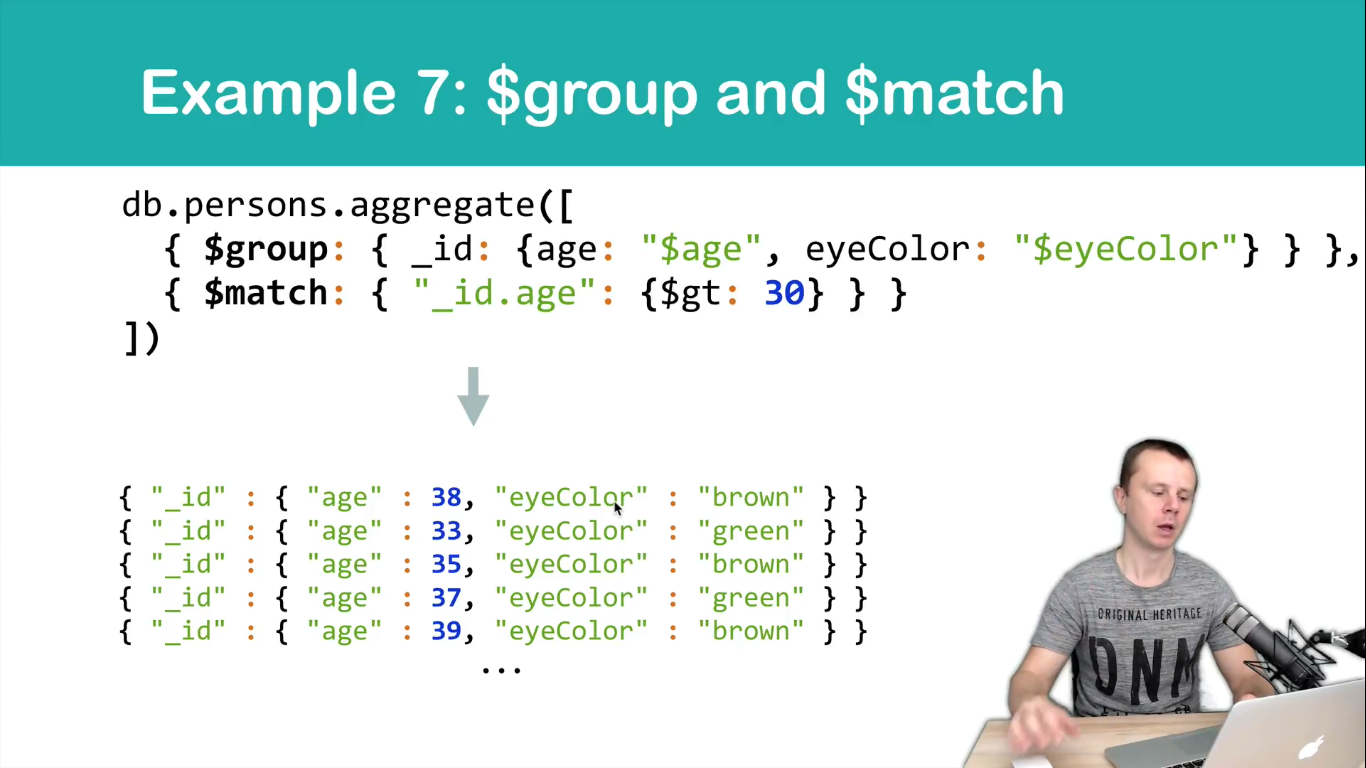 Example 7: $group and $match
db.persons.aggregate([
{ $group: { _id: {age: "$age", eyeColor: "$eyeColor"} } },
{ $match: { "_id.age": {$gt: 30} } }
])
{ "_id" : { "age" : 38, "eyeColor" : "brown" } }
{ "_id" : { "age" : 33, "eyeColor" : "green" } }
{ "_id" : { "age" : 35, "eyeColor" : "brown" } }
{ "_id" : { "age" : 37, "eyeColor" : "green" } }
{ "_id" : { "age" : 39, "eyeColor" : "brown" } }
...
ORIGINAL HERITAGE
DNM